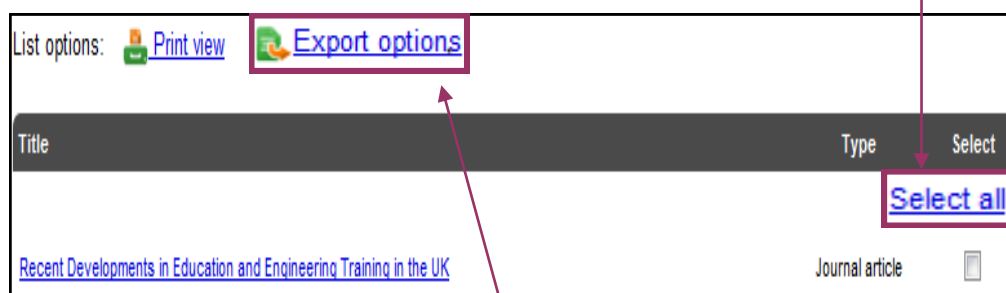 List options: Print view Export options
Title Type Select
Select all
Recent Developments in Education and Engineering Training in the UK Journal article